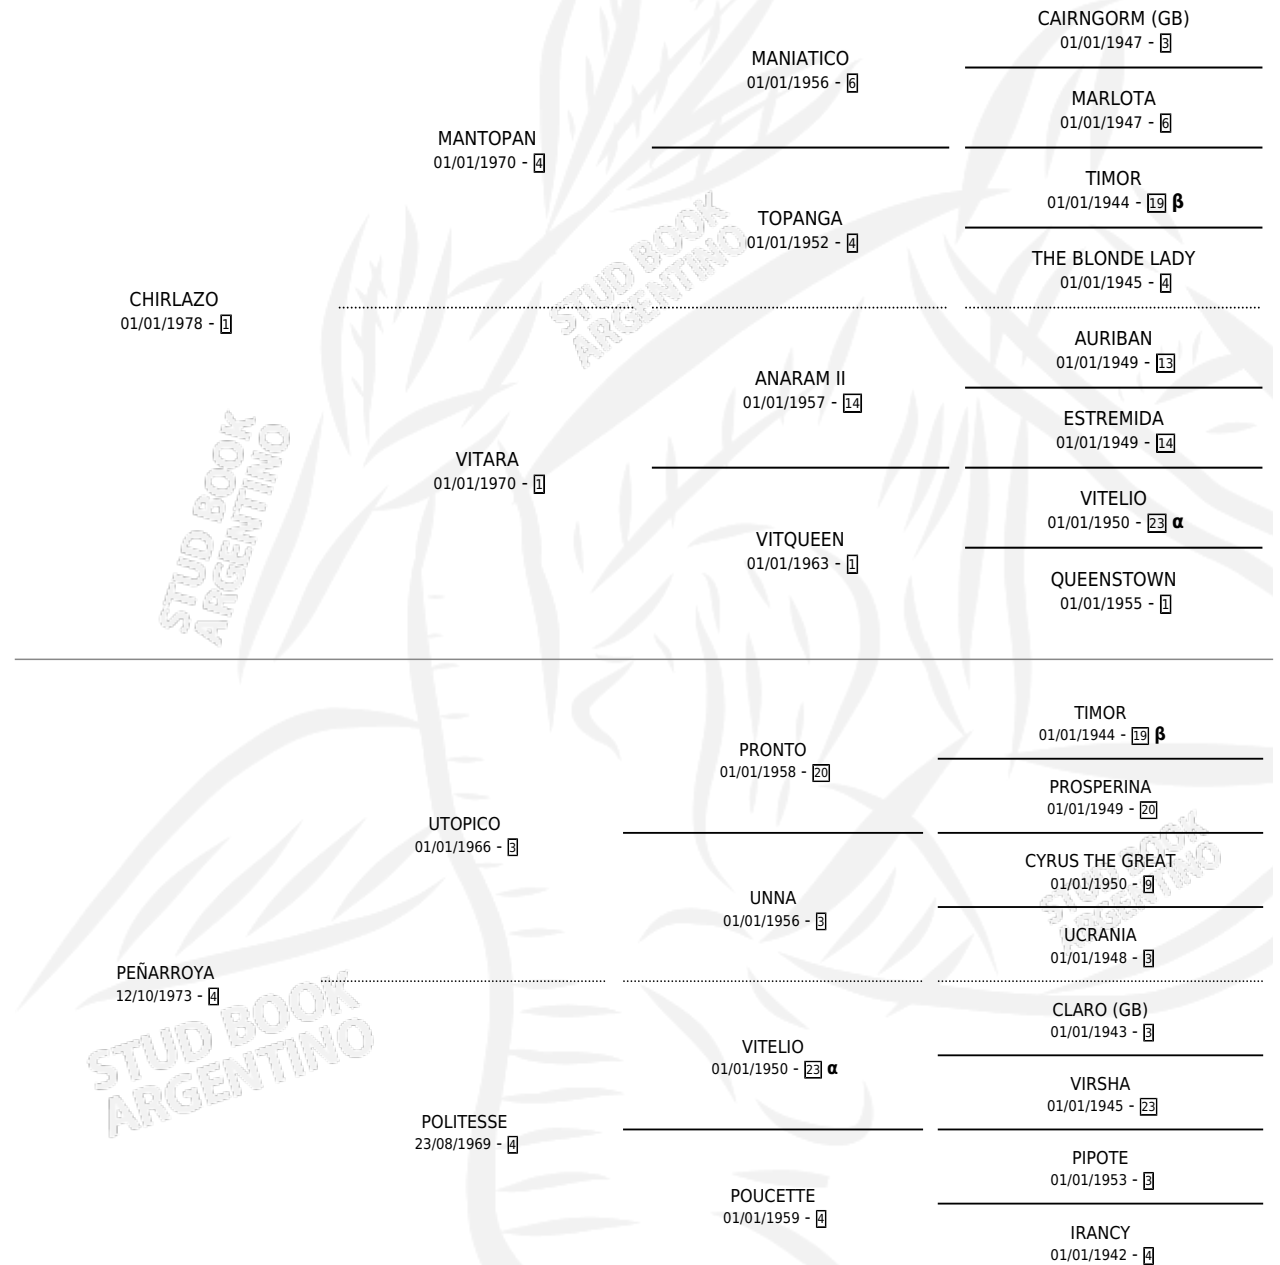 CAIRNGORM (GB)
01/01/1947 - 3
MANIATICO
01/01/1956 - 6
MARLOTA
01/01/1947 - 6
MANTOPAN
01/01/1970 - 4
TIMOR
01/01/1944 - 19 β
TOPANGA
01/01/1952 - 4
THE BLONDE LADY
01/01/1945 - 4
CHIRLAZO
01/01/1978 - 1
STUD BOOK
ARGENTINO
AURIBAN
01/01/1949 - 13
ANARAM II
01/01/1957 - 14
ESTREMIDA
01/01/1949 - 14
VITARA
01/01/1970 - 1
VITELIO
01/01/1950 - 23 α
VITQUEEN
01/01/1963 - 1
QUEENSTOWN
01/01/1955 - 1
STUD BOOK
ARGENTINO
TIMOR
01/01/1944 - 19 β
PRONTO
01/01/1958 - 20
PROSPERINA
01/01/1949 - 20
UTOPICO
01/01/1966 - 3
CYRUS THE GREAT
01/01/1950 - 9
UNNA
01/01/1956 - 3
UCRANIA
01/01/1948 - 3
STUD BOOK
ARGENTINO
PEÑARROYA
12/10/1973 - 4
STUD BOOK
ARGENTINO
CLARO (GB)
01/01/1943 - 3
VITELIO
01/01/1950 - 23 α
VIRSHA
01/01/1945 - 23
POLITESSE
23/08/1969 - 4
PIPOTE
01/01/1953 - 3
POUCETTE
01/01/1959 - 4
IRANCY
01/01/1942 - 4